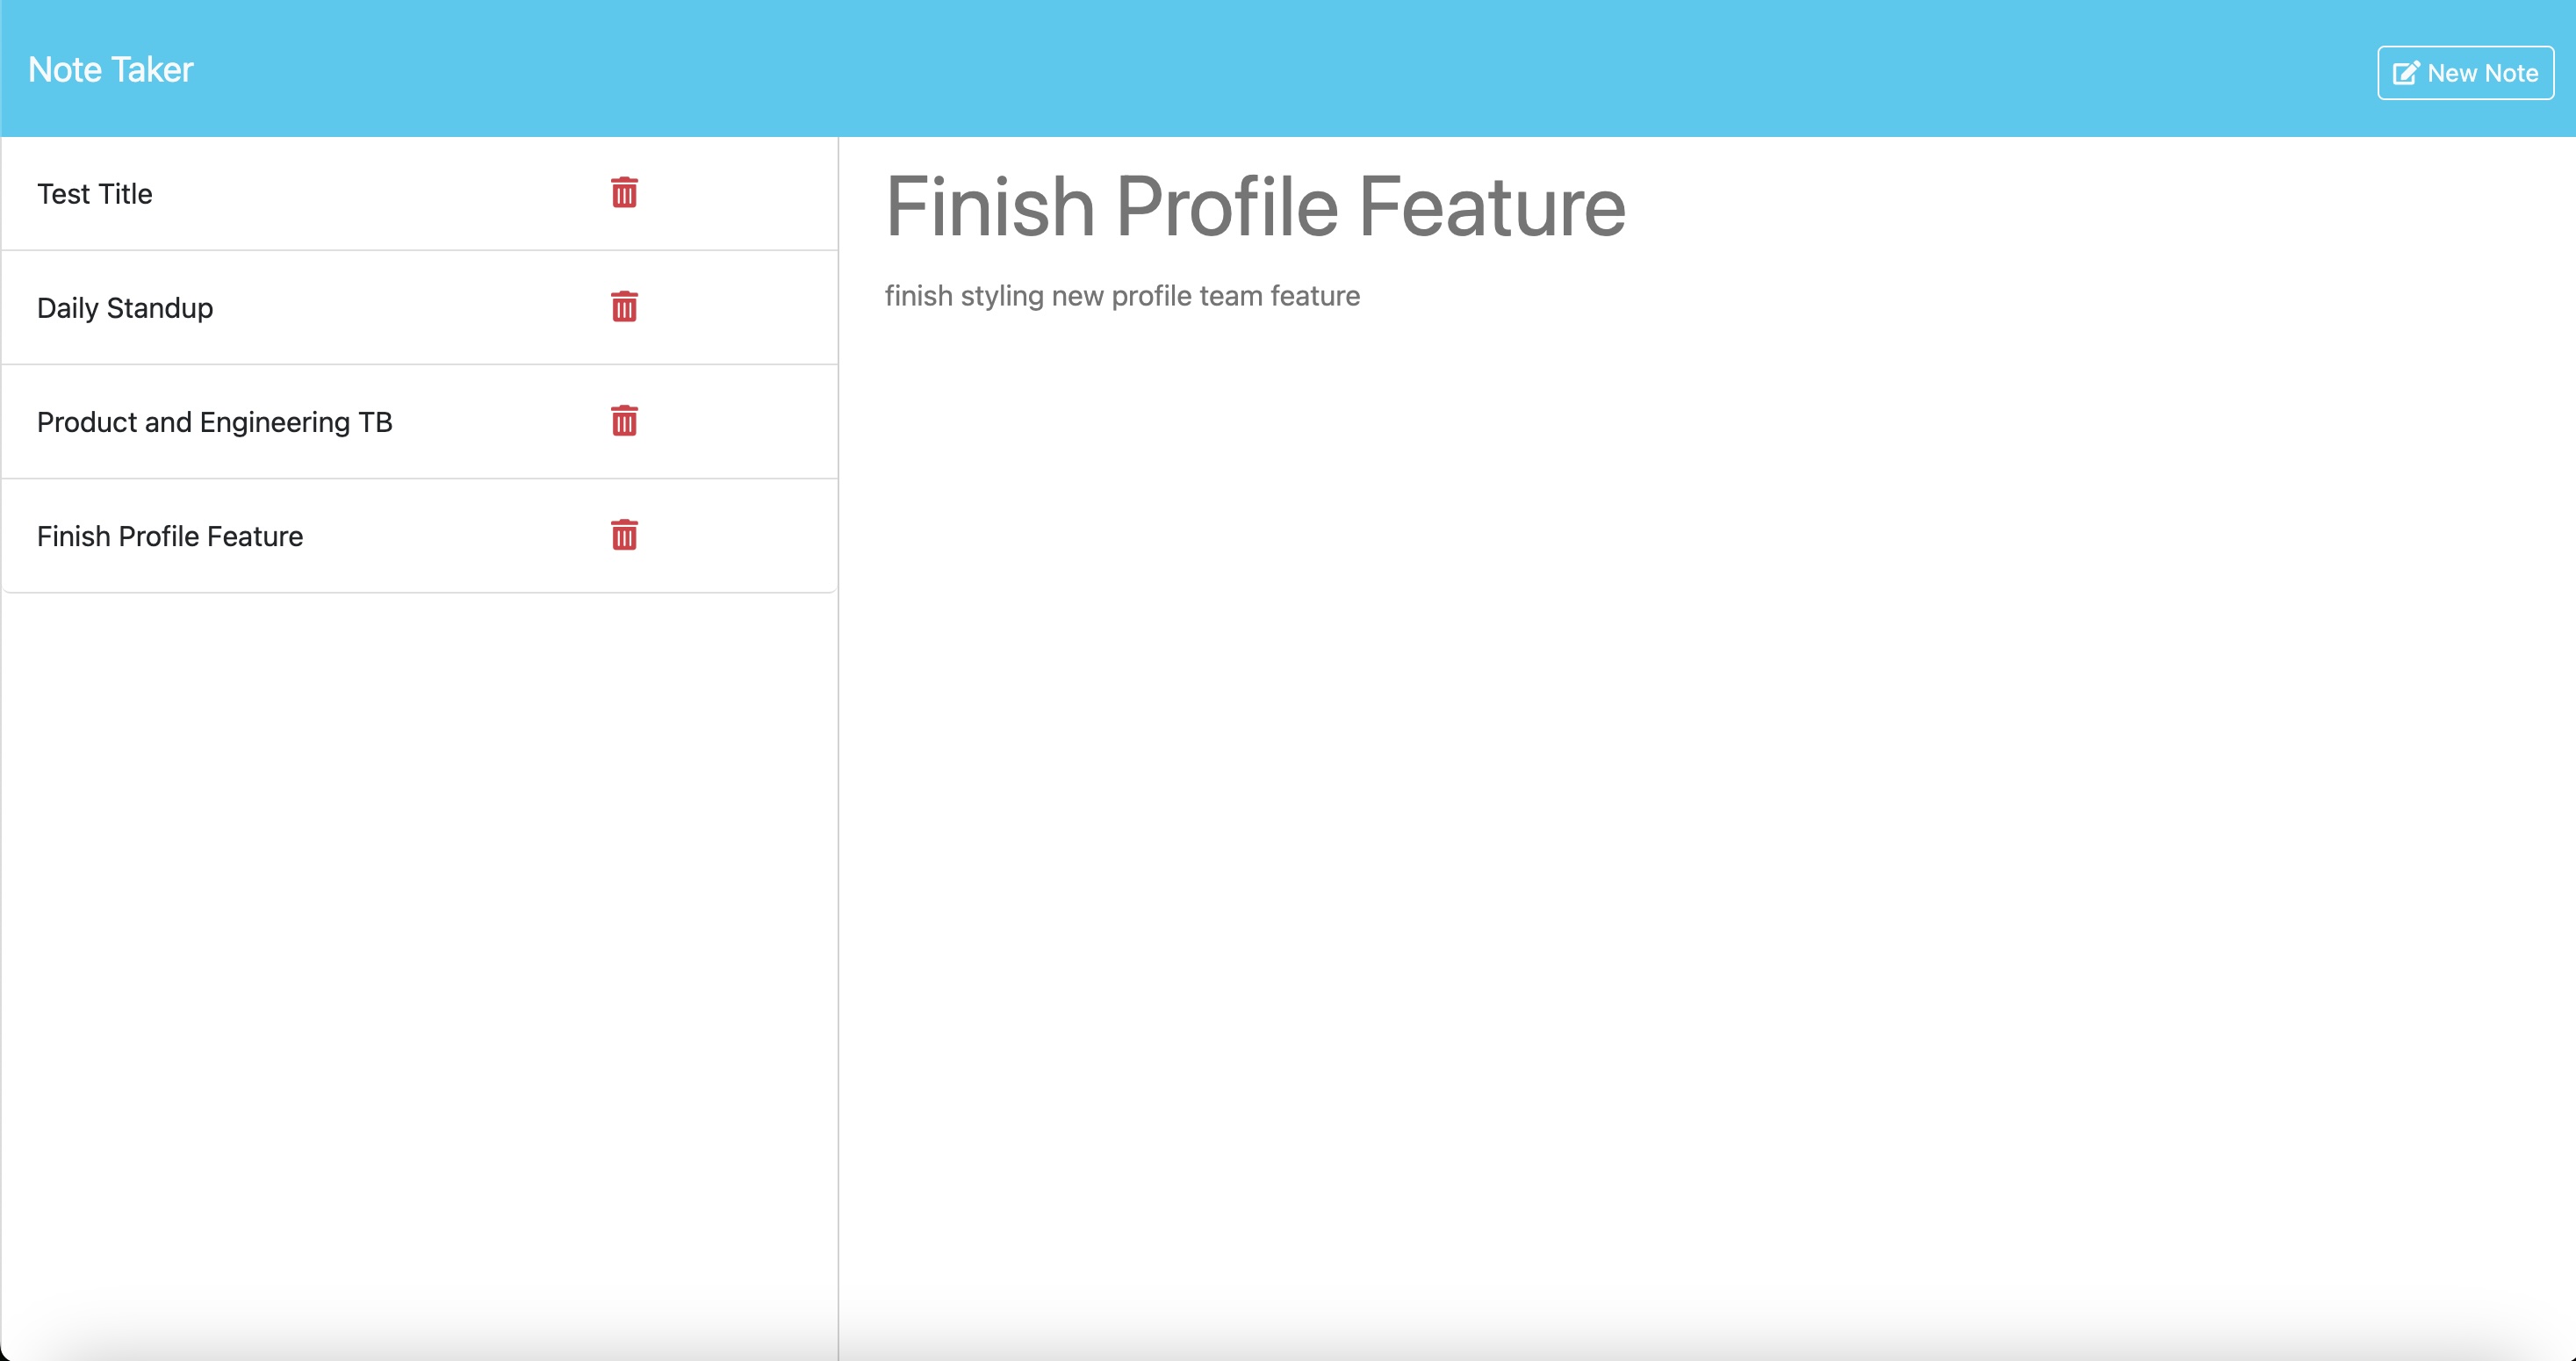 Note Taker
New Note
Test Title
Daily Standup
Product and Engineering TB
Finish Profile Feature
Finish Profile Feature
finish styling new profile team feature